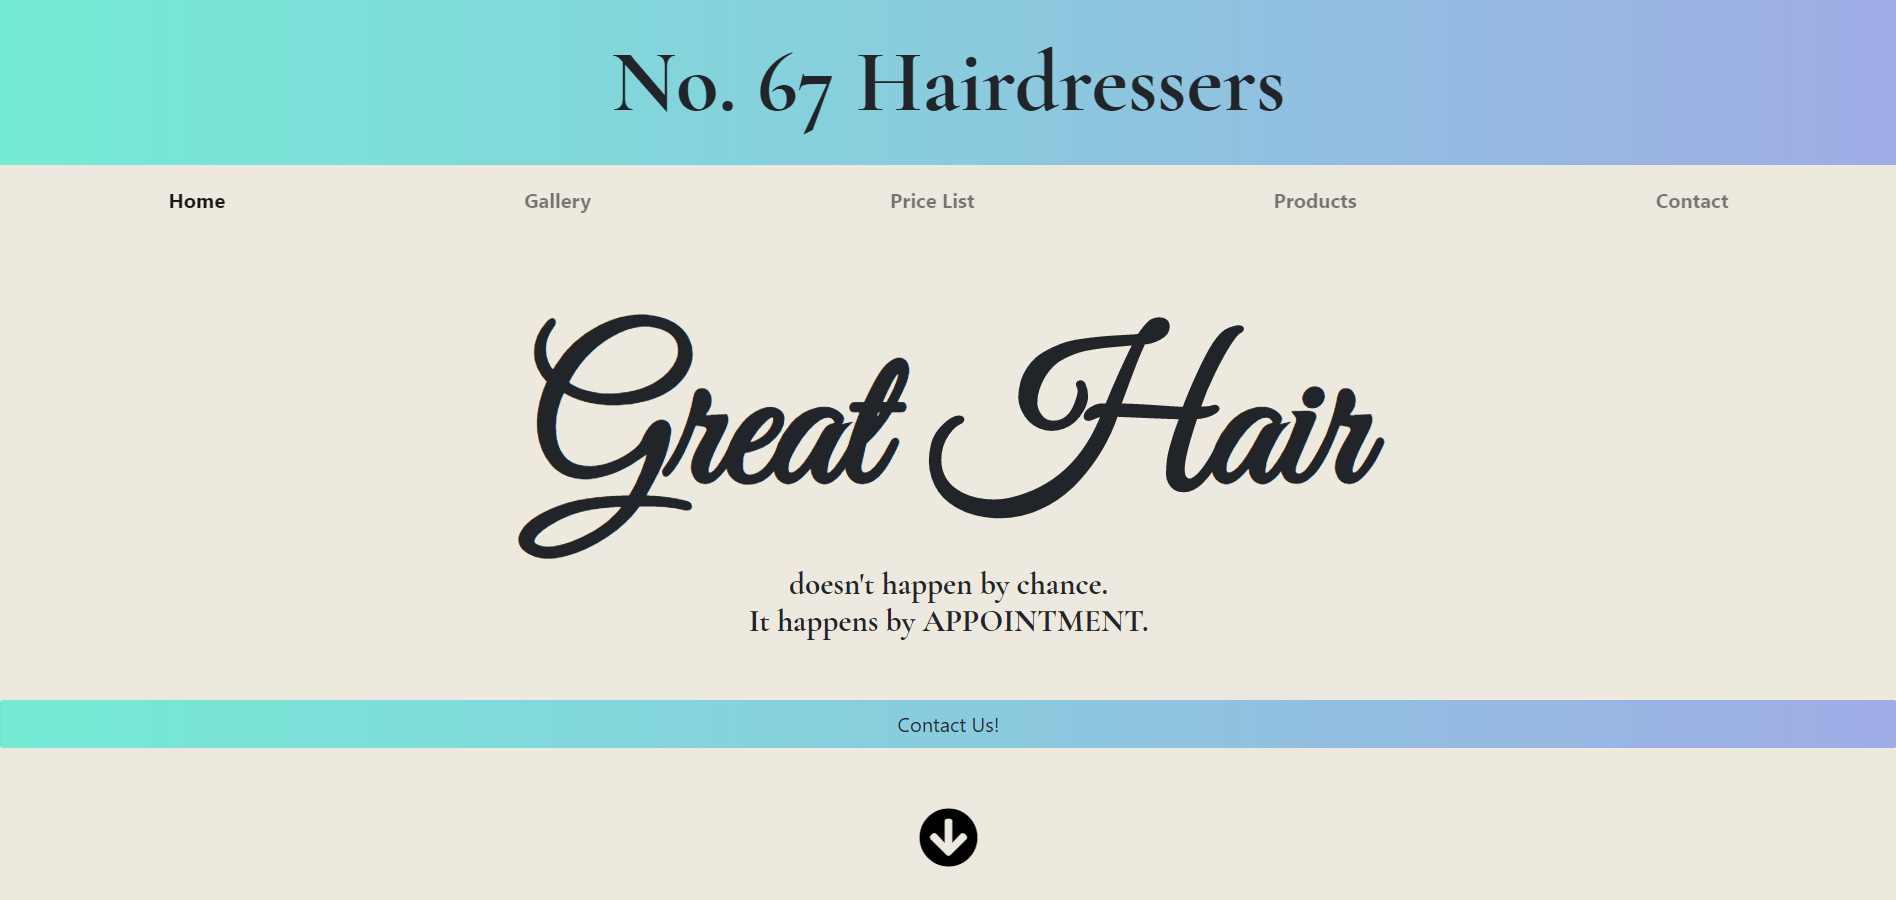 No. 67 Hairdressers
Home Gallery Price List Products Contact
Great Hair
doesn't happen by chance.
It happens by APPOINTMENT.
Contact Us!